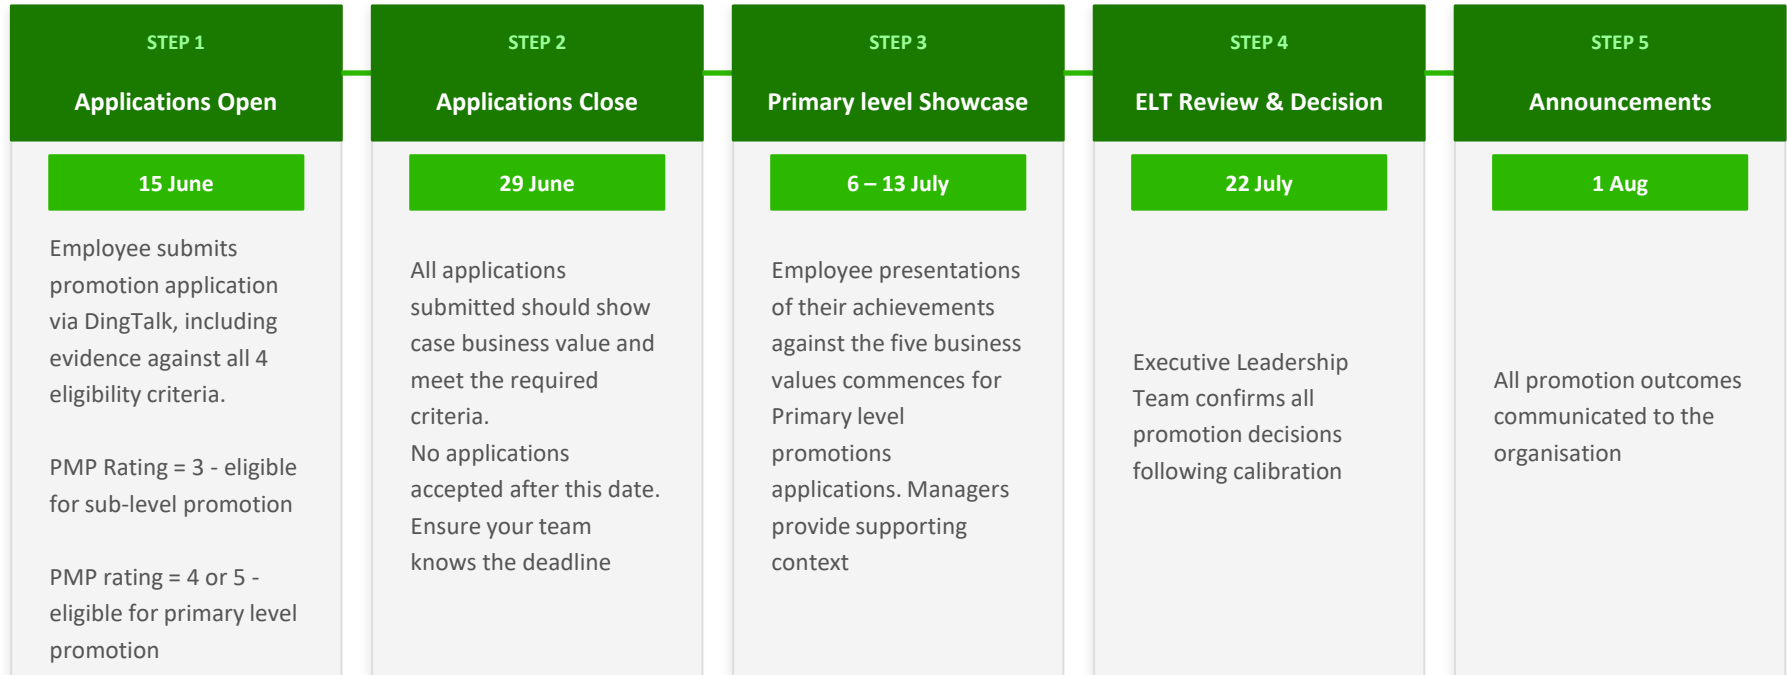 STEP 1
Applications Open
15 June
Employee submits
promotion application
via DingTalk, including
evidence against all 4
eligibility criteria.
PMP Rating = 3 - eligible
for sub-level promotion
PMP rating = 4 or 5 -
eligible for primary level
promotion
STEP 2
Applications Close
29 June
All applications
submitted should show
case business value and
meet the required
criteria.
No applications
accepted after this date.
Ensure your team
knows the deadline
STEP 3
Primary level Showcase
6 – 13 July
Employee presentations
of their achievements
against the five business
values commences for
Primary level
promotions
applications. Managers
provide supporting
context
STEP 4
ELT Review & Decision
22 July
Executive Leadership
Team confirms all
promotion decisions
following calibration
STEP 5
Announcements
1 Aug
All promotion outcomes
communicated to the
organisation